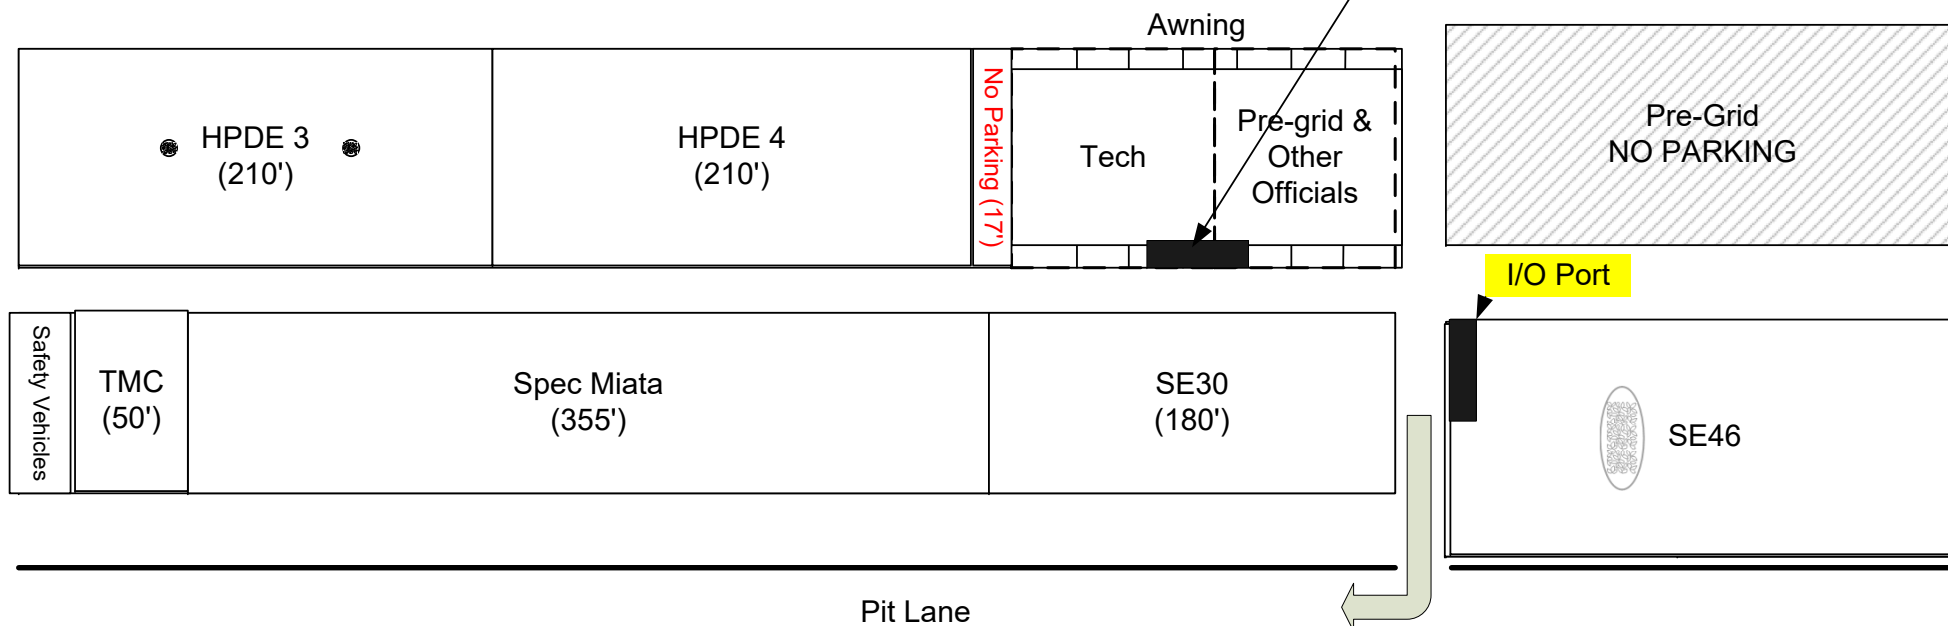 Awning
HPDE 3
(210')
HPDE 4
(210')
No Parking (17')
Tech
Pre-grid &
Other
Officials
Pre-Grid
NO PARKING
I/O Port
Safety Vehicles
TMC
(50')
Spec Miata
(355')
SE30
(180')
SE46
Pit Lane